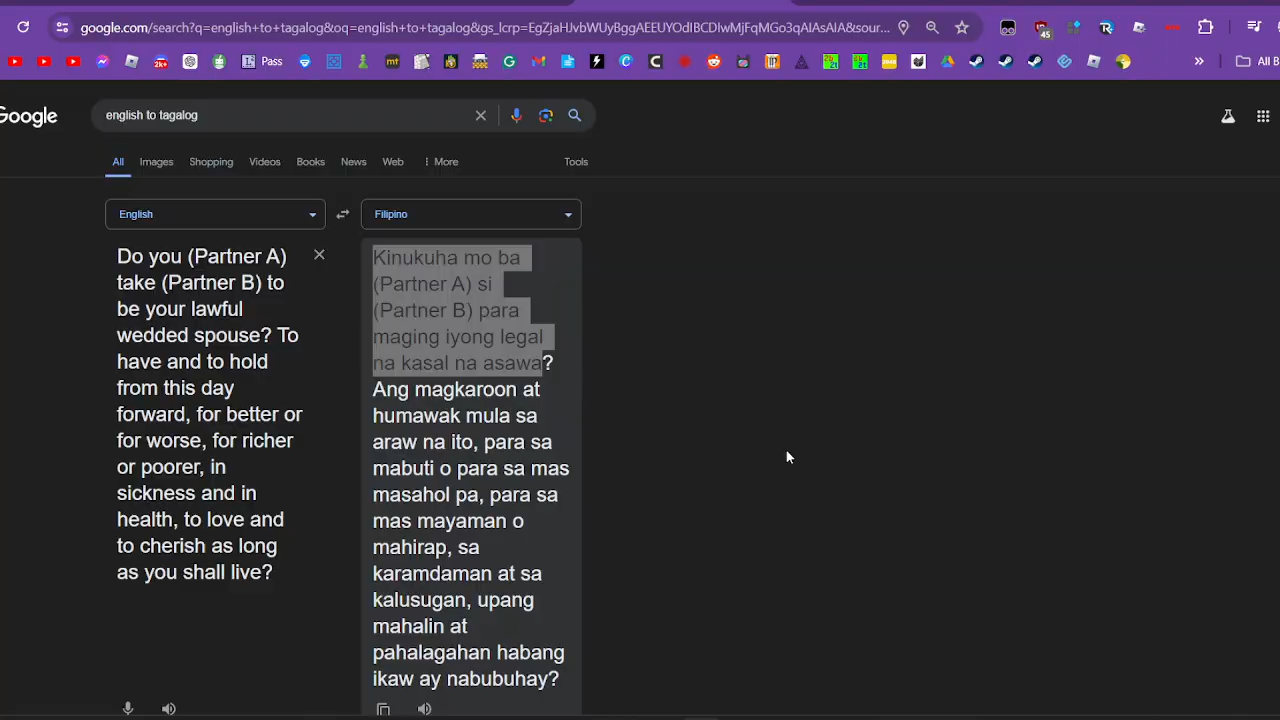 google.com/search?q=english+to+tagalog&oq=english+to+tagalog&gs_lcrp=EgZjaHJvbWUyBggAEEUYOdIBCDIwMjFqMGo3qAIAsAIA&sour...
45
2K+
Pass
mt
All B
Google
english to tagalog
All
Images
Shopping
Videos
Books
News
Web
More
Tools
English
Filipino
Do you (Partner A)
take (Partner B) to
be your lawful
wedded spouse? To
have and to hold
from this day
forward, for better or
for worse, for richer
or poorer, in
sickness and in
health, to love and
to cherish as long
as you shall live?
Kinukuha mo ba
(Partner A) si
(Partner B) para
maging iyong legal
na kasal na asawa?
Ang magkaroon at
humawak mula sa
araw na ito, para sa
mabuti o para sa mas
masahol pa, para sa
mas mayaman o
mahirap, sa
karamdaman at sa
kalusugan, upang
mahalin at
pahalagahan habang
ikaw ay nabubuhay?